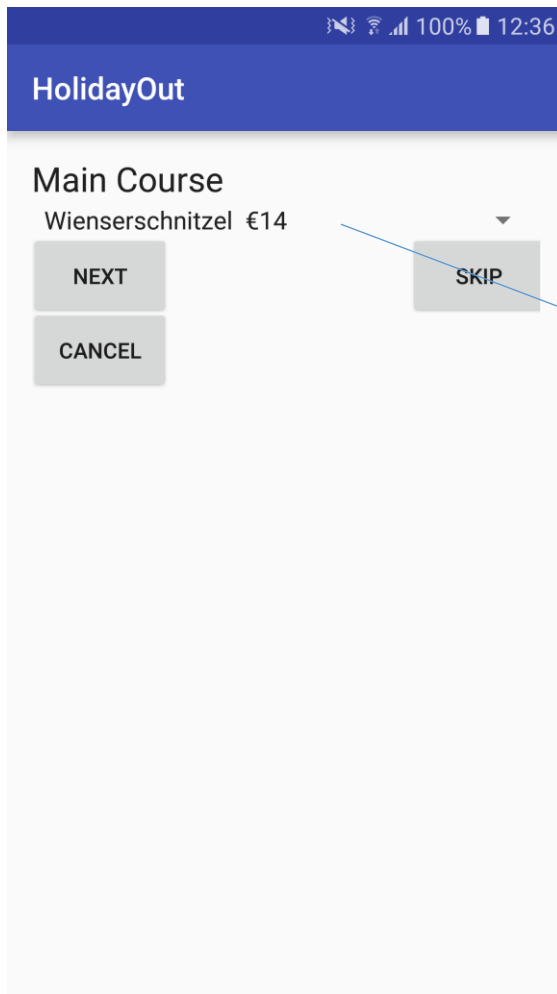 100% 12:36
HolidayOut
Main Course
Wienserschnitzel €14
NEXT SKIP
CANCEL